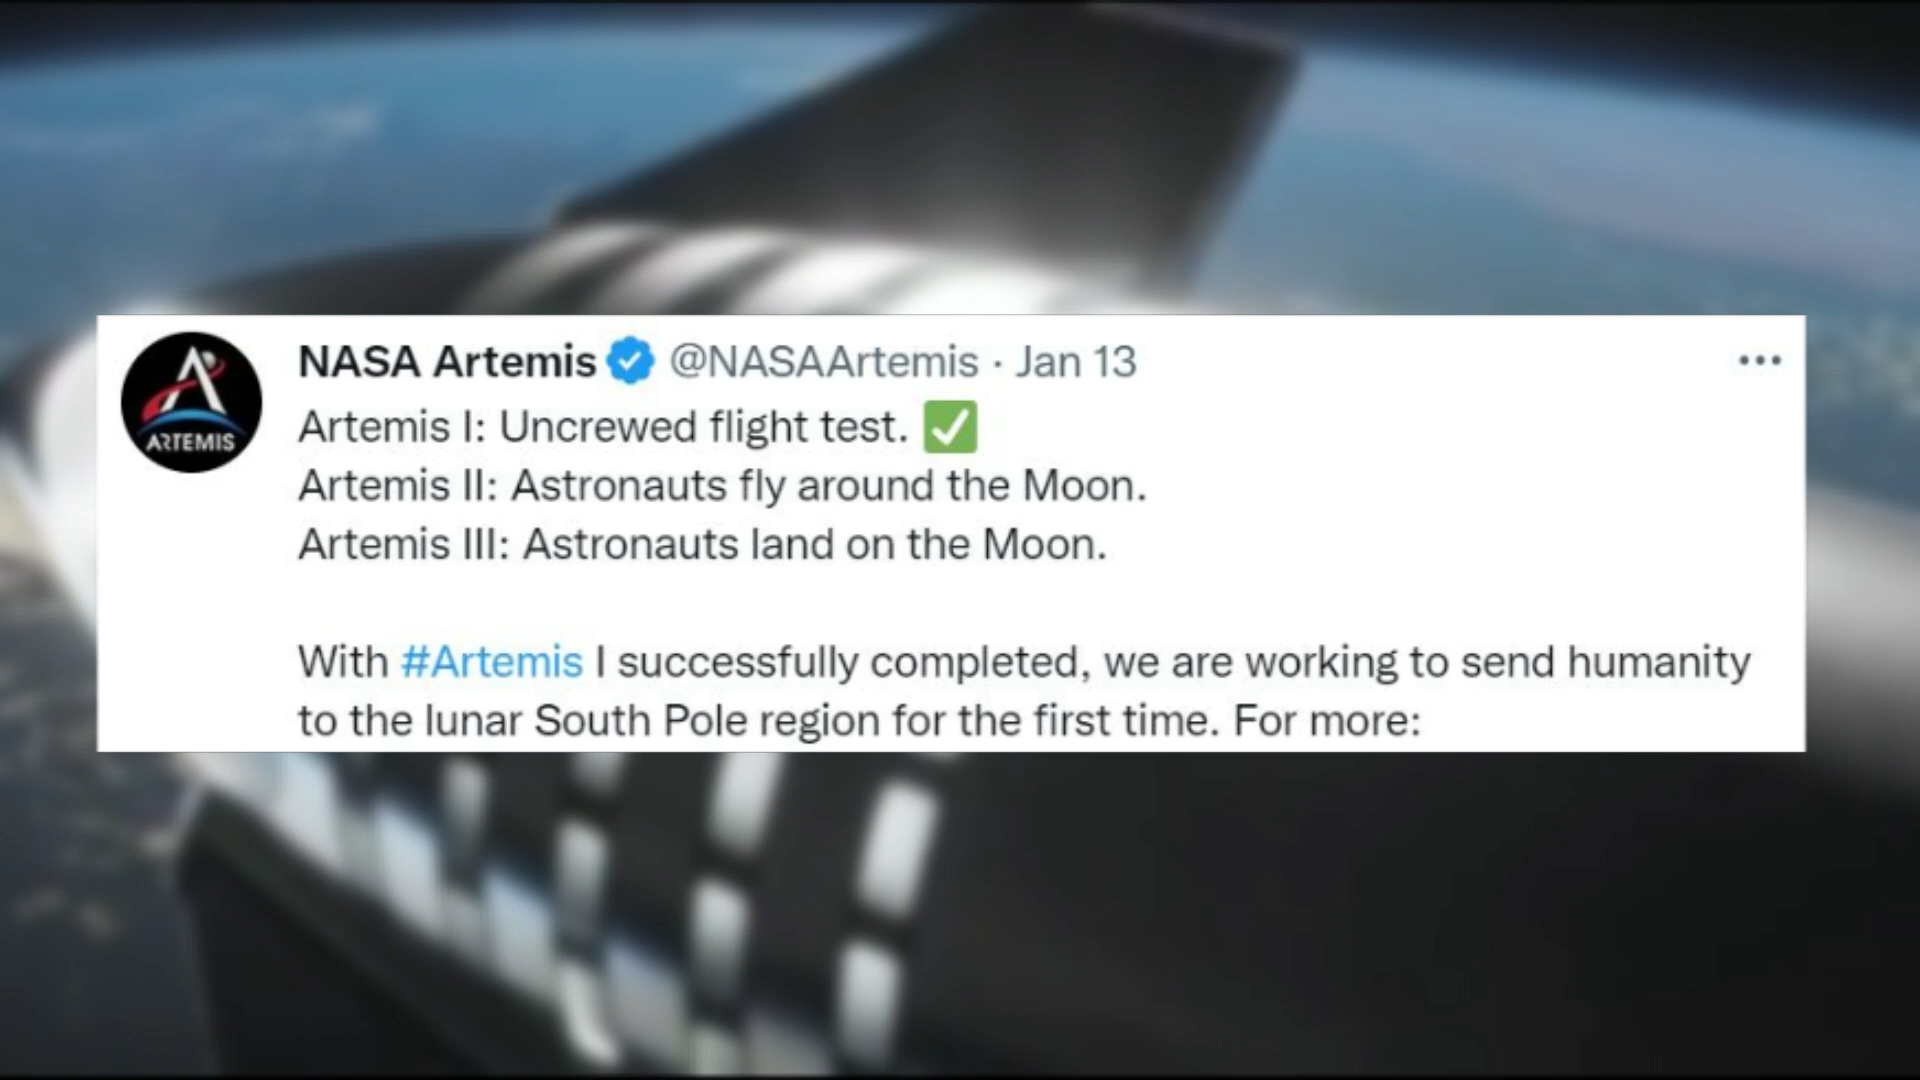 NASA Artemis @NASAArtemis · Jan 13
ARTEMIS
Artemis I: Uncrewed flight test. ✅
Artemis II: Astronauts fly around the Moon.
Artemis III: Astronauts land on the Moon.
With #Artemis I successfully completed, we are working to send humanity
to the lunar South Pole region for the first time. For more: